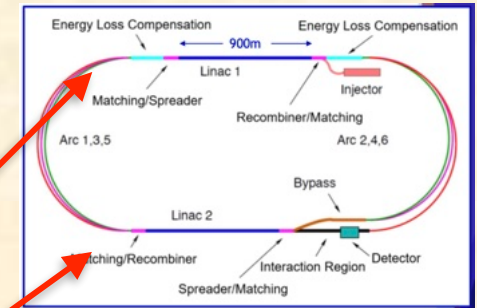 Energy Loss Compensation
Energy Loss Compensation
900m
Linac 1
Injector
Matching/Spreader
Recombiner/Matching
Arc 1,3,5
Arc 2,4,6
Bypass
Linac 2
tching/Recombiner
Interaction Region
Detector
Spreader/Matching